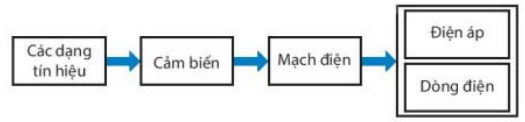 Các dạng
tín hiệu
Cảm biến
Mạch điện
Điện áp
Dòng điện